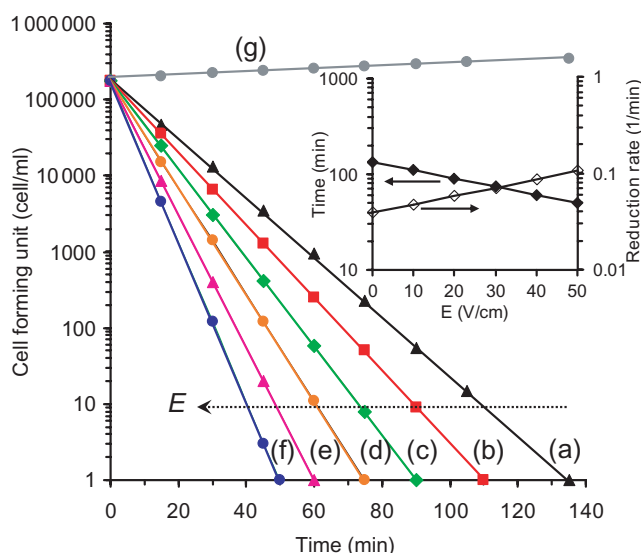 1 000 000
100 000
10 000
1000
100
10
1
0 20 40 60 80 100 120 140
Cell forming unit (cell/ml)
Time (min)
(g)
E
(f) (e) (d) (c) (b) (a)
1000
100
10
Time (min)
1
0.1
0.01
Reduction rate (1/min)
0 10 20 30 40 50
E (V/cm)